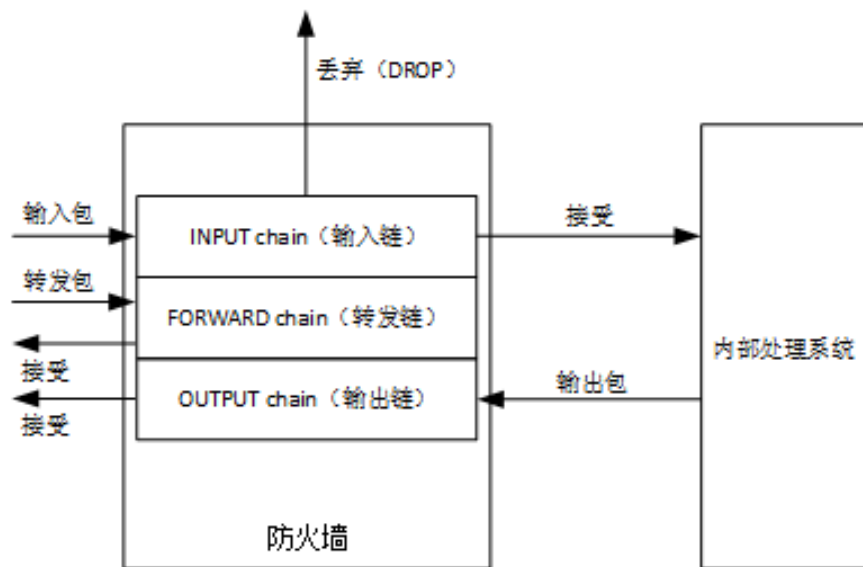 丢弃（DROP）
输入包
INPUT chain（输入链）
接受
转发包
FORWARD chain（转发链）
接受
内部处理系统
OUTPUT chain（输出链）
输出包
接受
防火墙